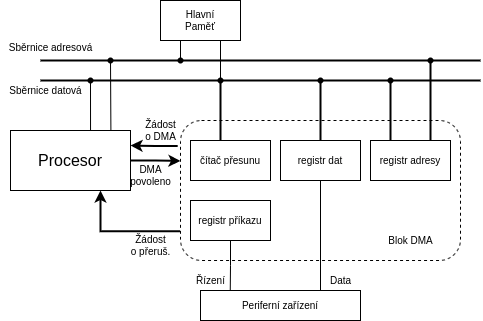 Hlavní
Paměť
Sběrnice adresová
Sběrnice datová
Žádost
o DMA
Procesor
čítač přesunu
registr dat
registr adresy
DMA
povoleno
registr příkazu
Žádost
o přeruš.
Blok DMA
Řízení
Data
Periferní zařízení